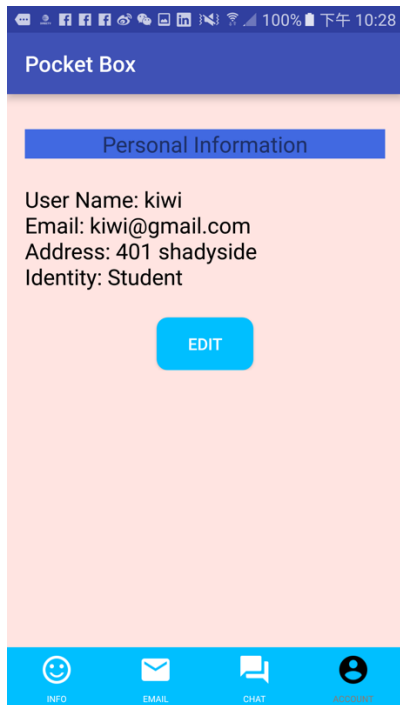 100% 下午 10:28
Pocket Box
Personal Information
User Name: kiwi
Email: kiwi@gmail.com
Address: 401 shadyside
Identity: Student
EDIT
INFO EMAIL CHAT ACCOUNT